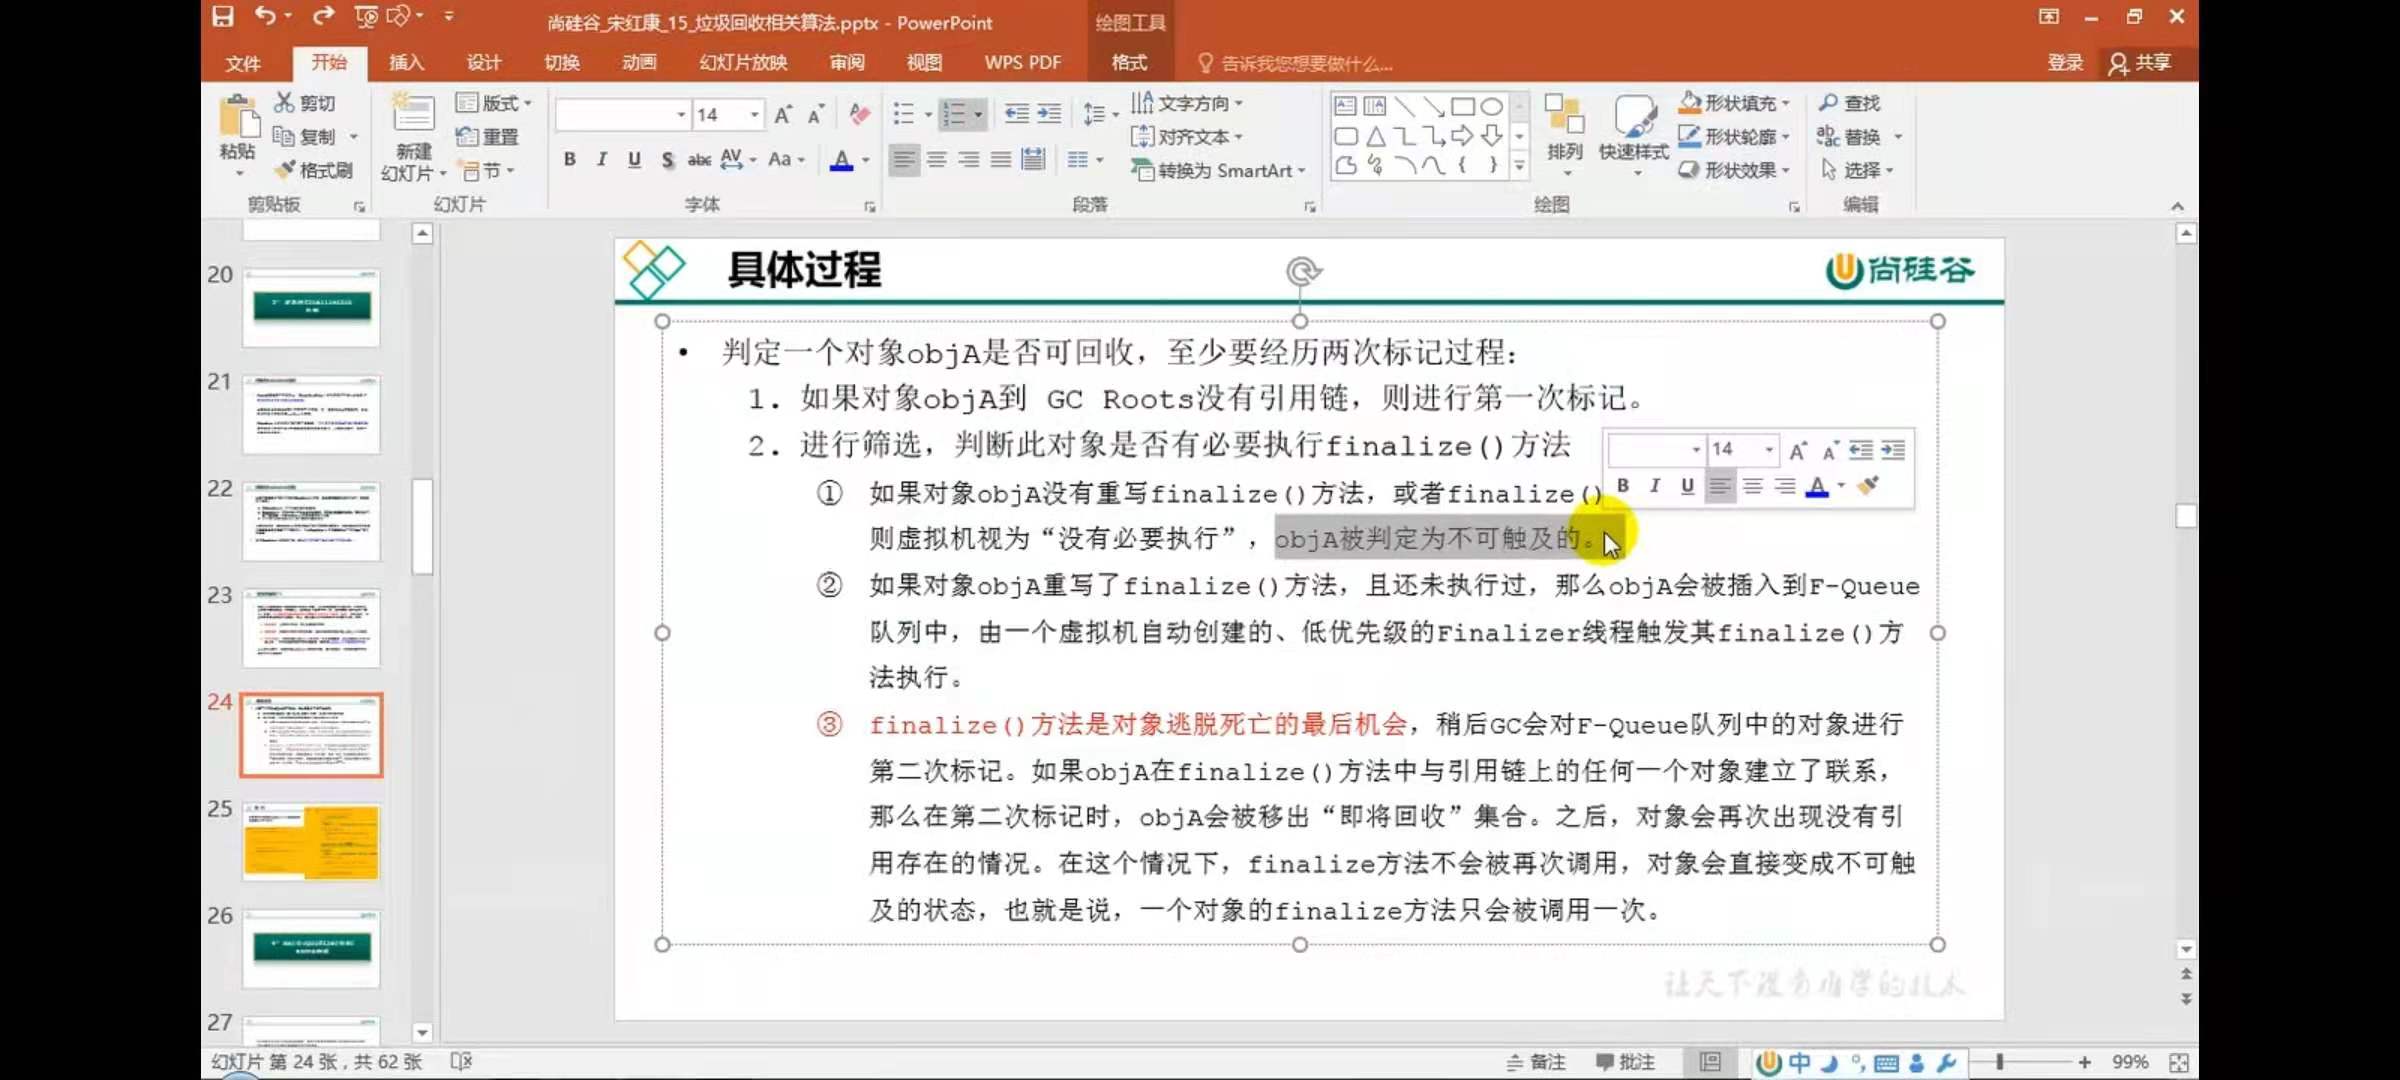 尚硅谷_宋红康_15_垃圾回收相关算法.pptx - PowerPoint
绘图工具
文件 开始 插入 设计 切换 动画 幻灯片放映 审阅 视图 WPS PDF 格式 告诉我您想要做什么... 登录 共享
粘贴 剪切 复制 格式刷 剪贴板
新建 幻灯片 版式 重置 节 幻灯片
14
B I U S abc AV Aa A 字体
文字方向 对齐文本 转换为 SmartArt 段落
排列 快速样式 形状填充 形状轮廓 形状效果 绘图
查找 替换 选择 编辑
20
21
22
23
24
25
26
27
具体过程
尚硅谷
• 判定一个对象objA是否可回收，至少要经历两次标记过程：
1. 如果对象objA到 GC Roots没有引用链，则进行第一次标记。
2. 进行筛选，判断此对象是否有必要执行finalize()方法
14
B I U A
① 如果对象objA没有重写finalize()方法，或者finalize()
则虚拟机视为“没有必要执行”，objA被判定为不可触及的。
② 如果对象objA重写了finalize()方法，且还未执行过，那么objA会被插入到F-Queue
队列中，由一个虚拟机自动创建的、低优先级的Finalizer线程触发其finalize()方
法执行。
③ finalize()方法是对象逃脱死亡的最后机会，稍后GC会对F-Queue队列中的对象进行
第二次标记。如果objA在finalize()方法中与引用链上的任何一个对象建立了联系，
那么在第二次标记时，objA会被移出“即将回收”集合。之后，对象会再次出现没有引
用存在的情况。在这个情况下，finalize方法不会被再次调用，对象会直接变成不可触
及的状态，也就是说，一个对象的finalize方法只会被调用一次。
让天下没有难学的技术
幻灯片 第 24 张，共 62 张 备注 批注 中 99%